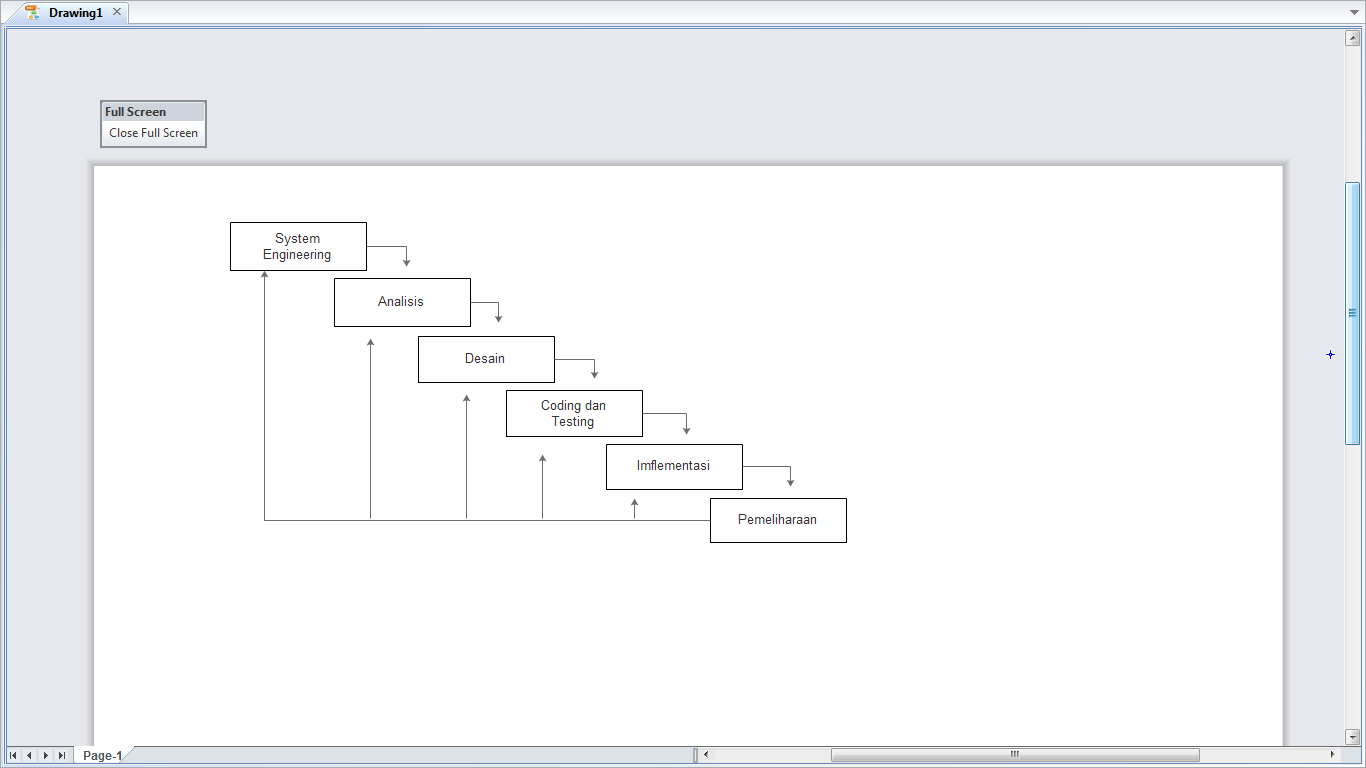 Drawing1
Full Screen
Close Full Screen
System
Engineering
Analisis
Desain
Coding dan
Testing
Imflementasi
Pemeliharaan
Page-1